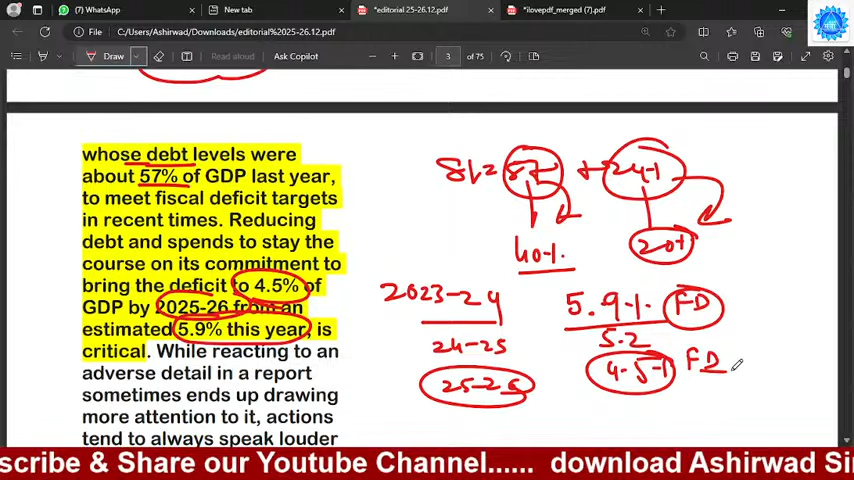 WhatsApp
New tab
*editorial 25-26.12.pdf
*ilovepdf_merged (7).pdf
File C:/Users/Ashirwad/Downloads/editorial%2025-26.12.pdf
Draw Read aloud Ask Copilot 3 of 75
whose debt levels were
about 57% of GDP last year,
to meet fiscal deficit targets
in recent times. Reducing
debt and spends to stay the
course on its commitment to
bring the deficit to 4.5% of
GDP by 2025-26 from an
estimated 5.9% this year, is
critical. While reacting to an
adverse detail in a report
sometimes ends up drawing
more attention to it, actions
tend to always speak louder
81= 57 + 24%
40%
20%
2023-24 5.9% FD
24-25 5.2
25-26 4.5% FD
scribe & Share our Youtube Channel...... download Ashirwad Si